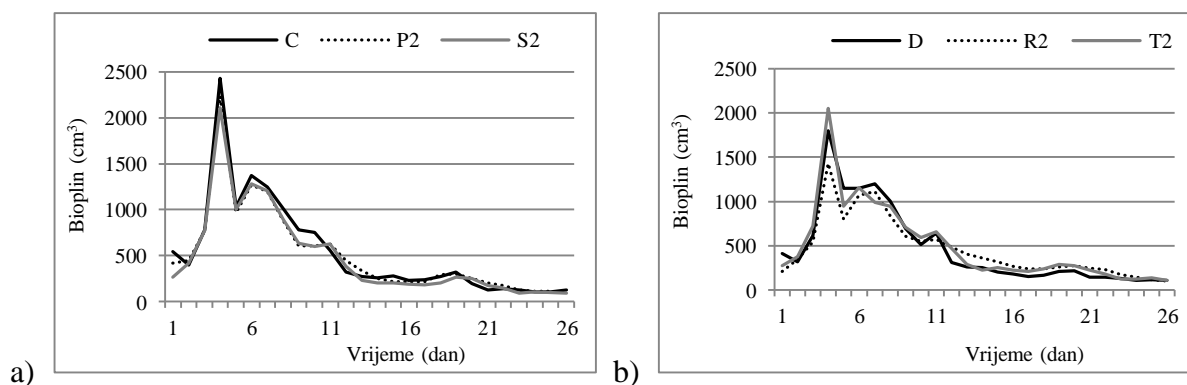 C P2 S2
2500
2000
1500
1000
500
0
Bioplin (cm³)
1 6 11 16 21 26
Vrijeme (dan)
a)
D R2 T2
2500
2000
1500
1000
500
0
Bioplin (cm³)
1 6 11 16 21 26
Vrijeme (dan)
b)